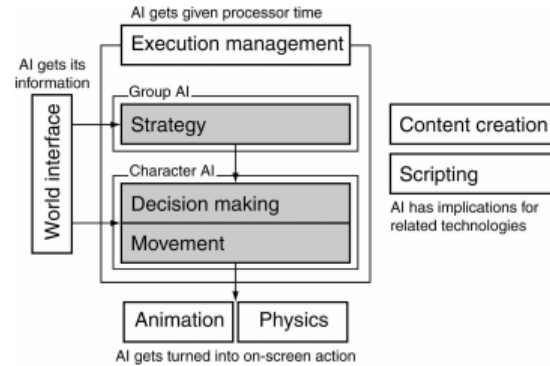 AI gets given processor time
Execution management
AI gets its
information
World interface
Group AI
Strategy
Character AI
Decision making
Movement
Animation
Physics
AI gets turned into on-screen action
Content creation
Scripting
AI has implications for
related technologies